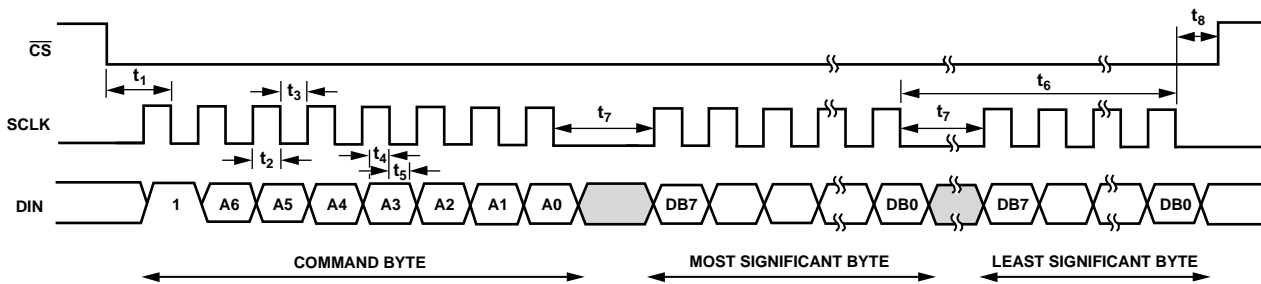 CS
t1
t8
t6
SCLK
t3
t7
t7
t2
t4
t5
DIN
1 A6 A5 A4 A3 A2 A1 A0 DB7 DB0 DB7 DB0
COMMAND BYTE MOST SIGNIFICANT BYTE LEAST SIGNIFICANT BYTE